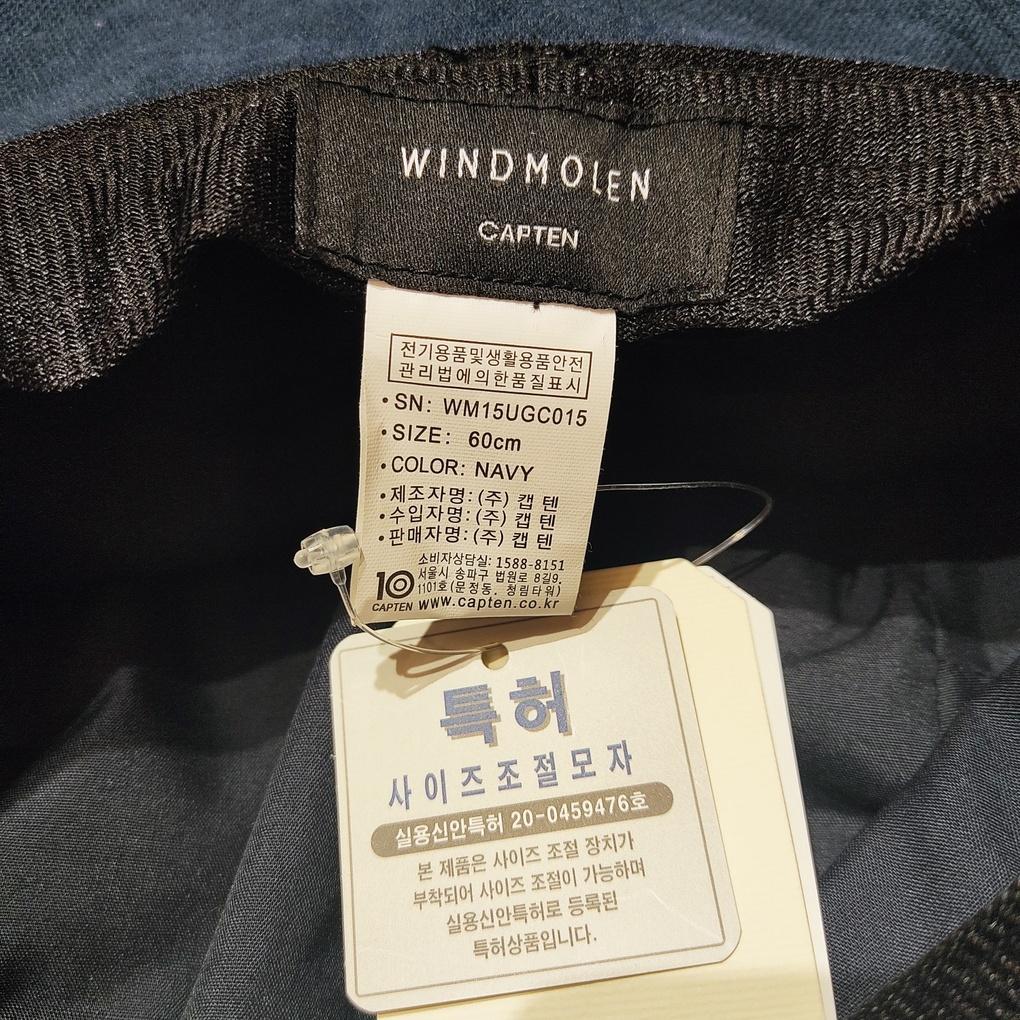 WINDMOLEN
CAPTEN
전기용품및생활용품안전
관리법에의한품질표시
• SN: WM15UGC015
• SIZE: 60cm
• COLOR: NAVY
• 제조자명: (주) 캡텐
• 수입자명: (주) 캡텐
• 판매자명: (주) 캡텐
소비자상담실: 1588-8151
서울시 송파구 법원로 8길9,
1101호(문정동, 청림타워)
10
CAPTEN www.capten.co.kr
특허
사이즈조절모자
실용신안특허 20-0459476호
본 제품은 사이즈 조절 장치가
부착되어 사이즈 조절이 가능하며
실용신안특허로 등록된
특허상품입니다.